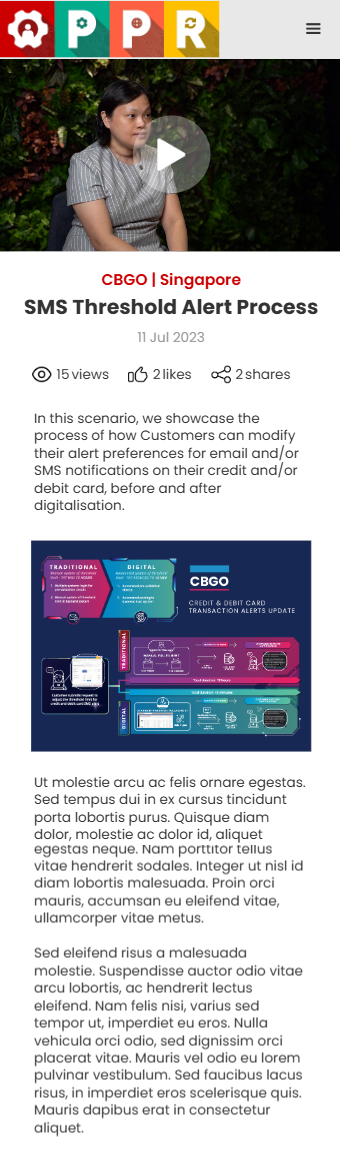 PPR
CBGO | Singapore
SMS Threshold Alert Process
11 Jul 2023
15 views 2 likes 2 shares
In this scenario, we showcase the
process of how Customers can modify
their alert preferences for email and/or
SMS notifications on their credit and/or
debit card, before and after
digitalisation.
TRADITIONAL DIGITAL
CBGO
CREDIT & DEBIT CARD
TRANSACTION ALERTS UPDATE
TRADITIONAL
DIGITAL
Ut molestie arcu ac felis ornare egestas.
Sed tempus dui in ex cursus tincidunt
porta lobortis purus. Quisque diam
dolor, molestie ac dolor id, aliquet
egestas neque. Nam porttitor tellus
vitae hendrerit sodales. Integer ut nisl id
diam lobortis malesuada. Proin orci
mauris, accumsan eu eleifend vitae,
ullamcorper vitae metus.
Sed eleifend risus a malesuada
molestie. Suspendisse auctor odio vitae
arcu lobortis, ac hendrerit lectus
eleifend. Nam felis nisi, varius sed
tempor ut, imperdiet eu eros. Nulla
vehicula orci odio, sed dignissim orci
placerat vitae. Mauris vel odio eu lorem
pulvinar vestibulum. Sed faucibus lacus
risus, in imperdiet eros scelerisque quis.
Mauris dapibus erat in consectetur
aliquet.